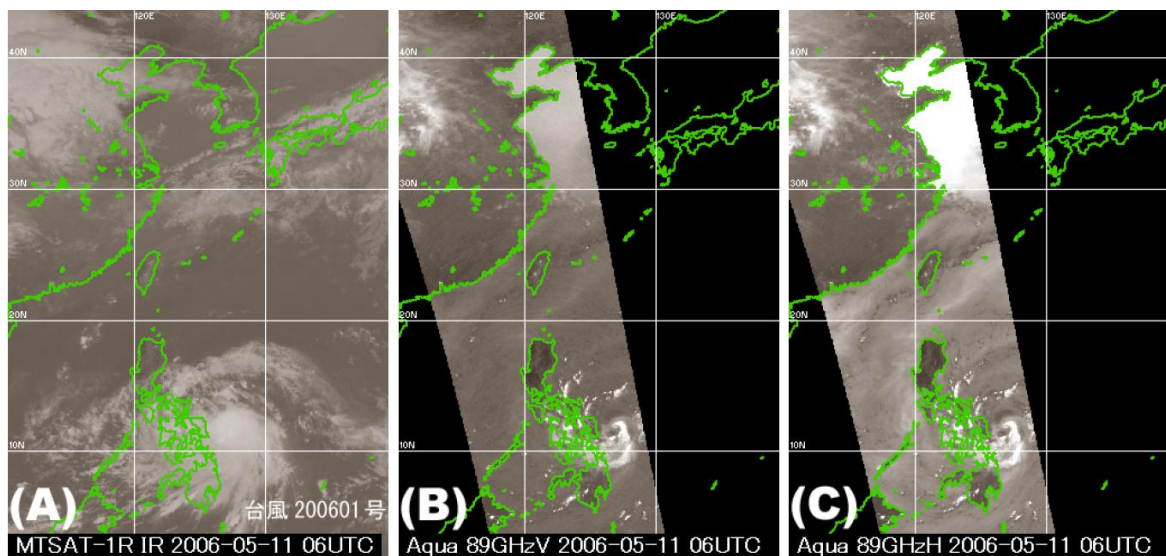 120E 130E
40N
30N
20N
10N
(A)
台風 200601号
MTSAT-1R IR 2006-05-11 06UTC
120E 130E
40N
30N
20N
10N
(B)
Aqua 89GHzV 2006-05-11 06UTC
120E 130E
40N
30N
20N
10N
(C)
Aqua 89GHzH 2006-05-11 06UTC